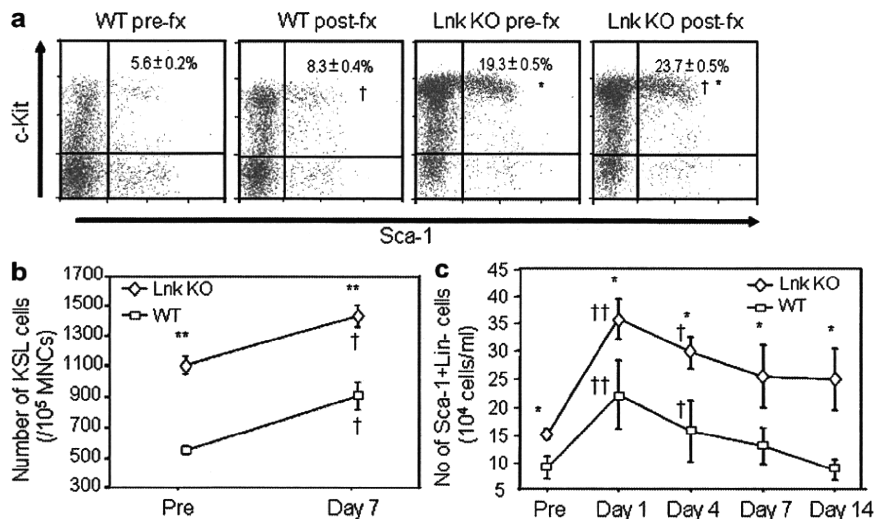 a
WT pre-fx
WT post-fx
Lnk KO pre-fx
Lnk KO post-fx
5.6±0.2%
8.3±0.4%
19.3±0.5%
23.7±0.5%
†
*
† *
c-Kit
Sca-1
b
Number of KSL cells
(/10⁵ MNCs)
1700
1500
1300
1100
900
700
500
300
Lnk KO
WT
**
**
†
†
Pre
Day 7
c
No of Sca-1+Lin- cells
(10⁴ cells/ml)
45
40
35
30
25
20
15
10
5
Lnk KO
WT
*
*
††
*
†
*
*
††
†
Pre
Day 1
Day 4
Day 7
Day 14